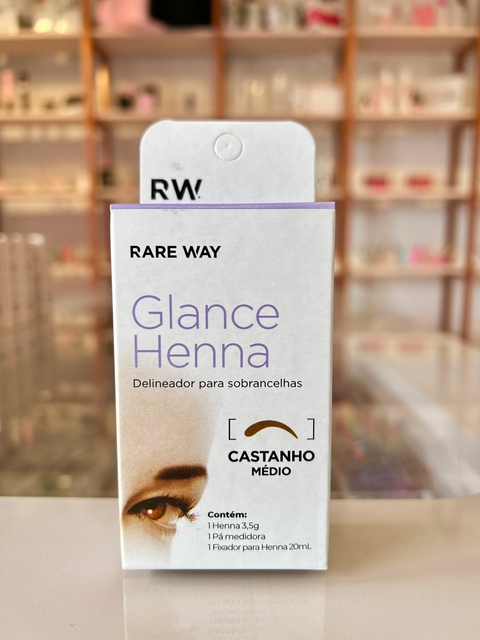 RW.
RARE WAY
Glance
Henna
Delineador para sobrancelhas
[ ]
CASTANHO
MÉDIO
Contém:
1 Henna 3,5g
1 Pá medidora
1 Fixador para Henna 20mL